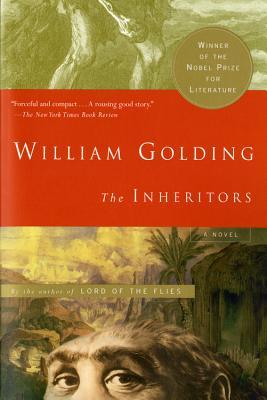 WINNER
OF THE
NOBEL PRIZE
FOR
LITERATURE
"Forceful and compact . . . A rousing good story."
—The New York Times Book Review
WILLIAM GOLDING
The INHERITORS
A NOVEL
By the author of LORD OF THE FLIES